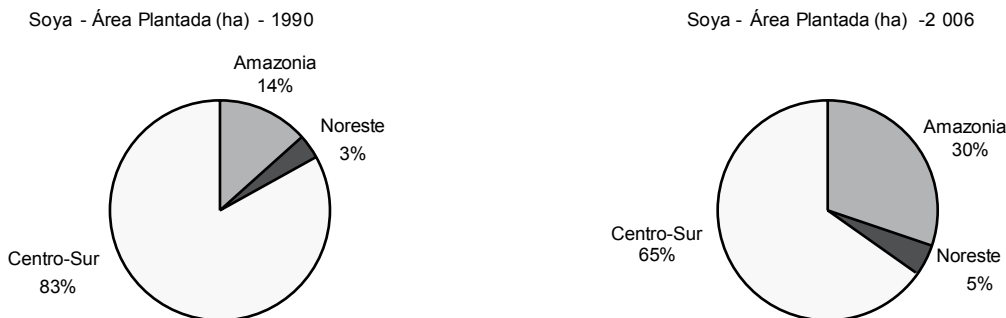 Soya - Área Plantada (ha) - 1990
Amazonia
14%
Noreste
3%
Centro-Sur
83%
Soya - Área Plantada (ha) -2 006
Amazonia
30%
Centro-Sur
65%
Noreste
5%